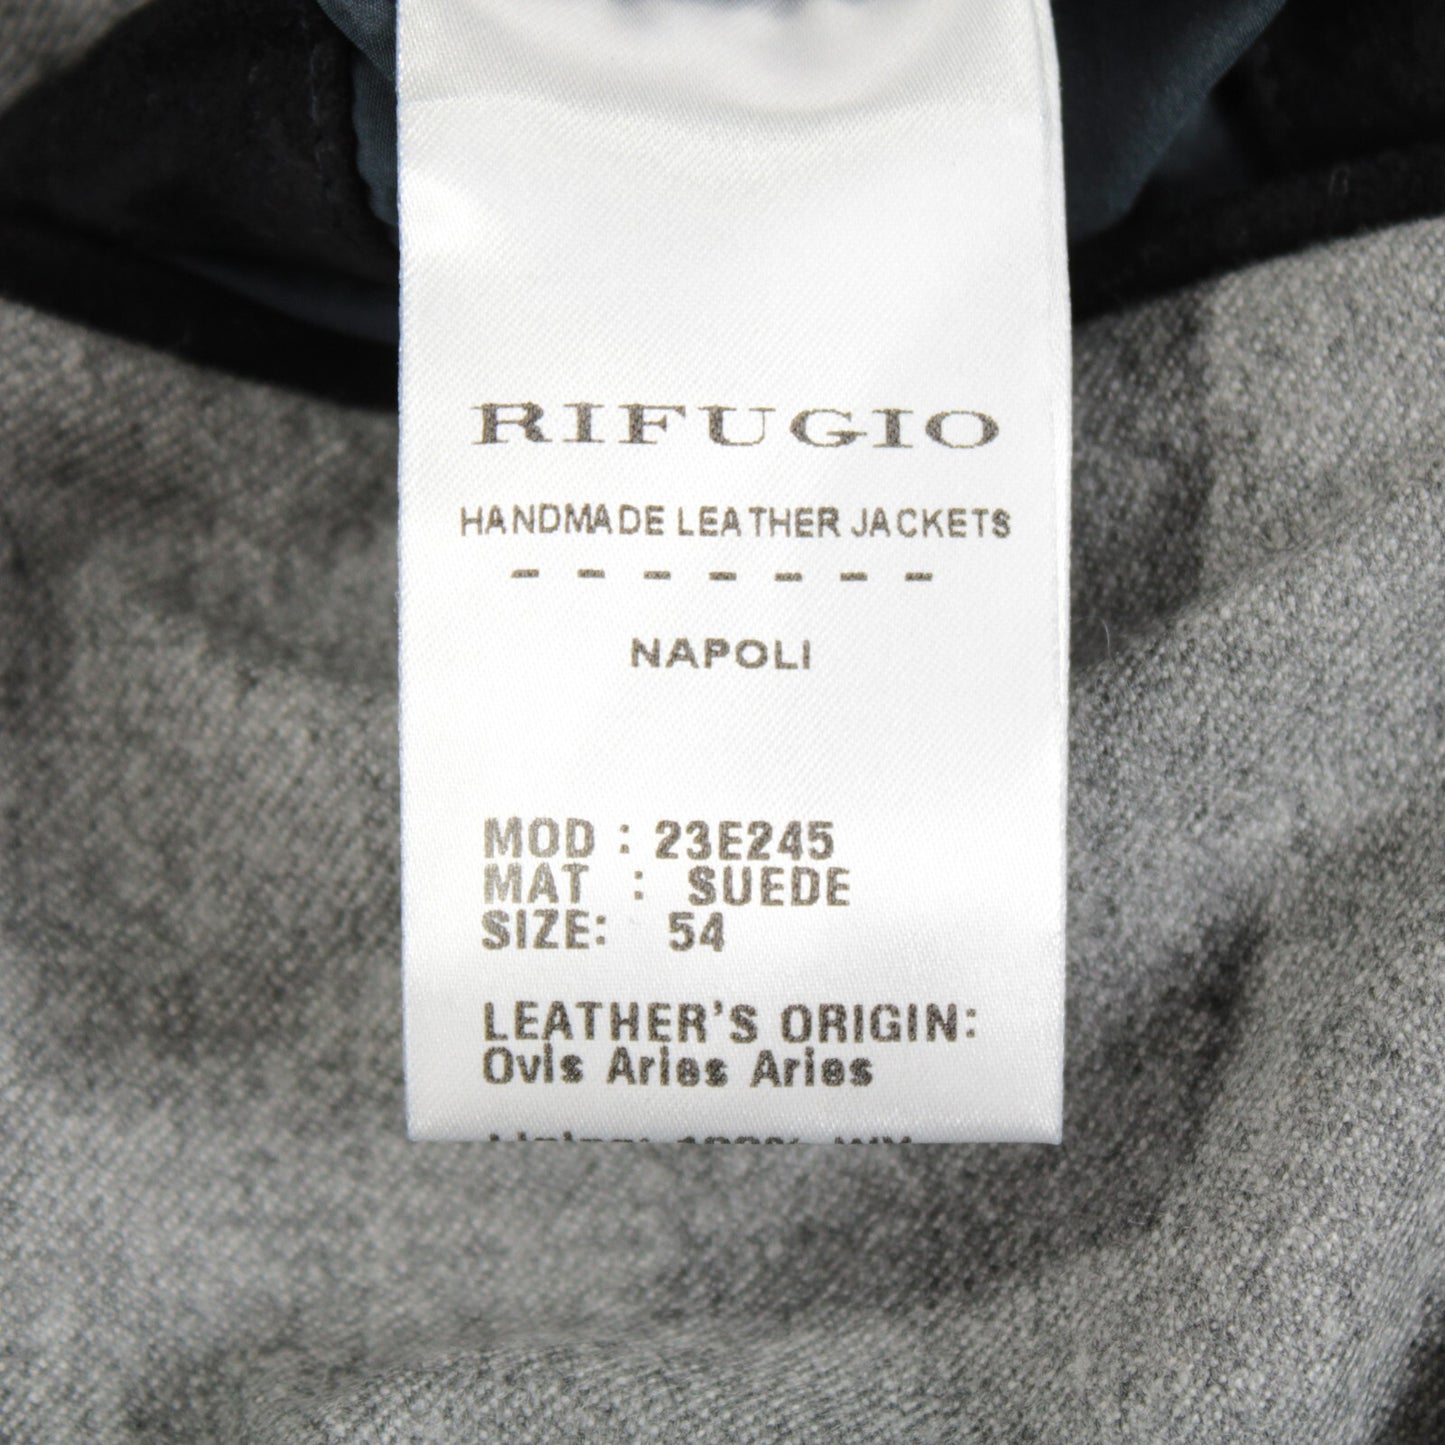 RIFUGIO
HANDMADE LEATHER JACKETS
- - - - - - -
NAPOLI
MOD : 23E245
MAT : SUEDE
SIZE: 54
LEATHER'S ORIGIN:
Ovis Aries Aries